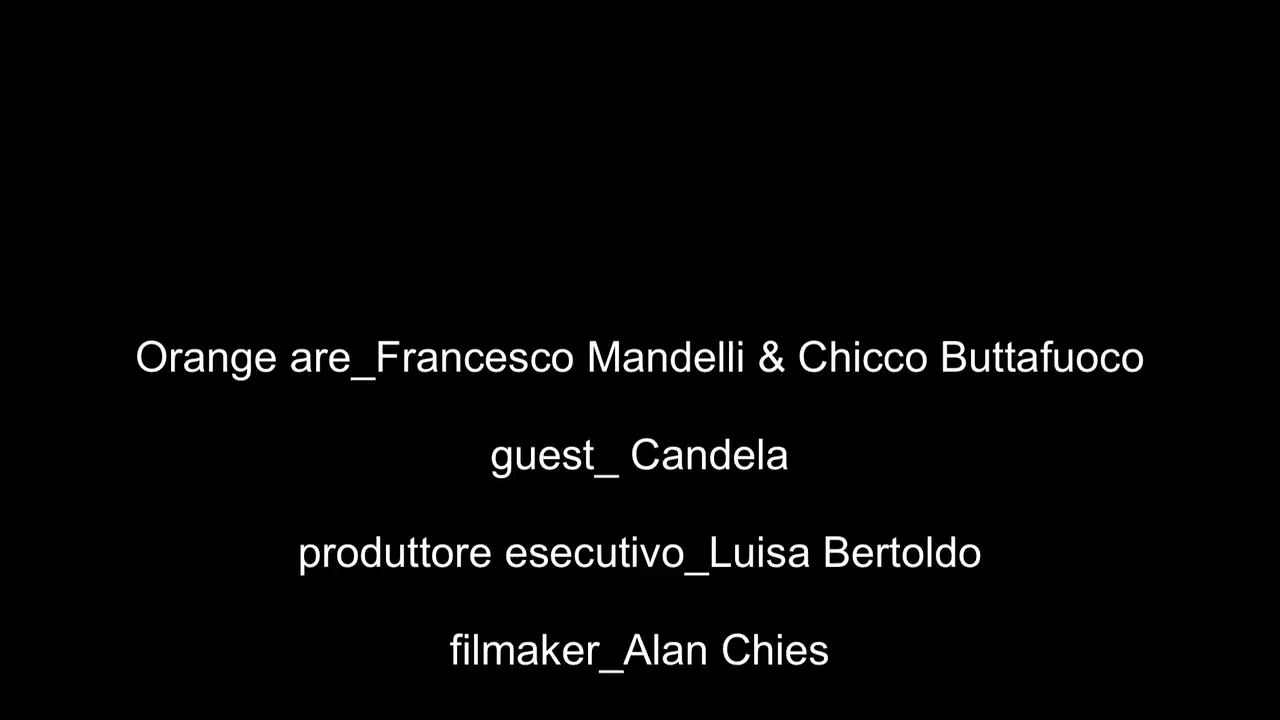 Orange are_Francesco Mandelli & Chicco Buttafuoco
guest_ Candela
produttore esecutivo_Luisa Bertoldo
filmaker_Alan Chies